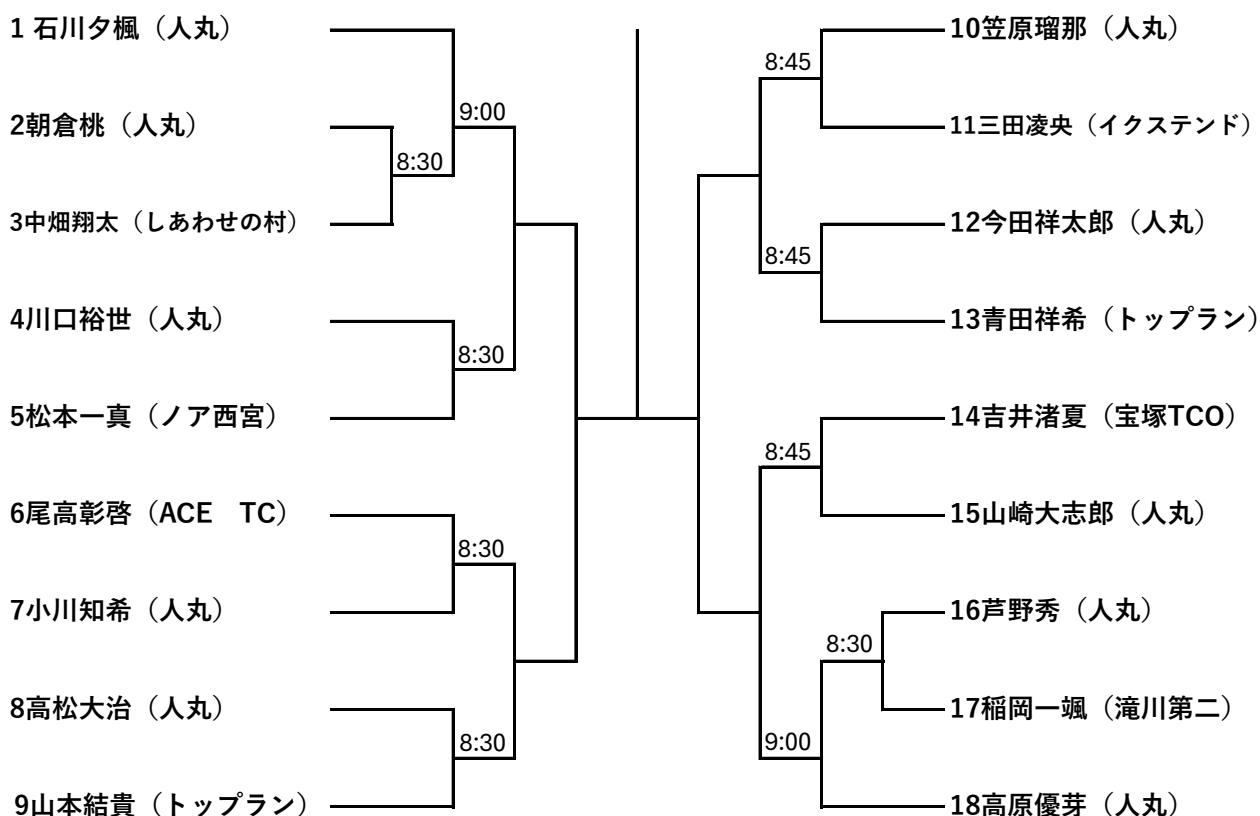 1 石川夕楓（人丸）
9:00
2朝倉桃（人丸）
8:30
3中畑翔太（しあわせの村）
4川口裕世（人丸）
8:30
5松本一真（ノア西宮）
6尾高彰啓（ACE　TC）
8:30
7小川知希（人丸）
8高松大治（人丸）
8:30
9山本結貴（トップラン）
10笠原瑠那（人丸）
8:45
11三田凌央（イクステンド）
12今田祥太郎（人丸）
8:45
13青田祥希（トップラン）
14吉井渚夏（宝塚TCO）
8:45
15山崎大志郎（人丸）
16芦野秀（人丸）
8:30
17稲岡一颯（滝川第二）
9:00
18高原優芽（人丸）